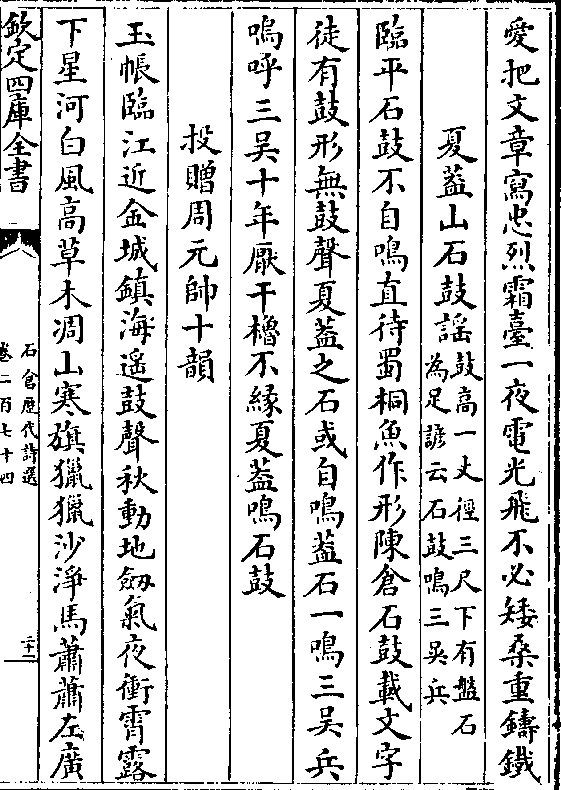 愛把文章寫忠烈霜臺一夜電光飛不必矮桑重鑄鐵
夏葢山石鼓謡鼓高一丈徑三尺下有盤石
為足諺云石鼓鳴三吳兵
臨平石鼓不自鳴直待蜀桐魚作形陳倉石鼓載文字
徒有鼓形無鼓聲夏葢之石或自鳴葢石一鳴三吳兵
嗚呼三吳十年厭干櫓不緣夏葢鳴石鼓
投贈周元帥十韻
玉帳臨江近金城鎮海遙鼓聲秋動地劔氣夜衝霄露
下星河白風高草木凋山寒旗獵獵沙淨馬蕭蕭左廣
欽定四庫全書
石倉歷代詩選
卷二百七十四
二十一